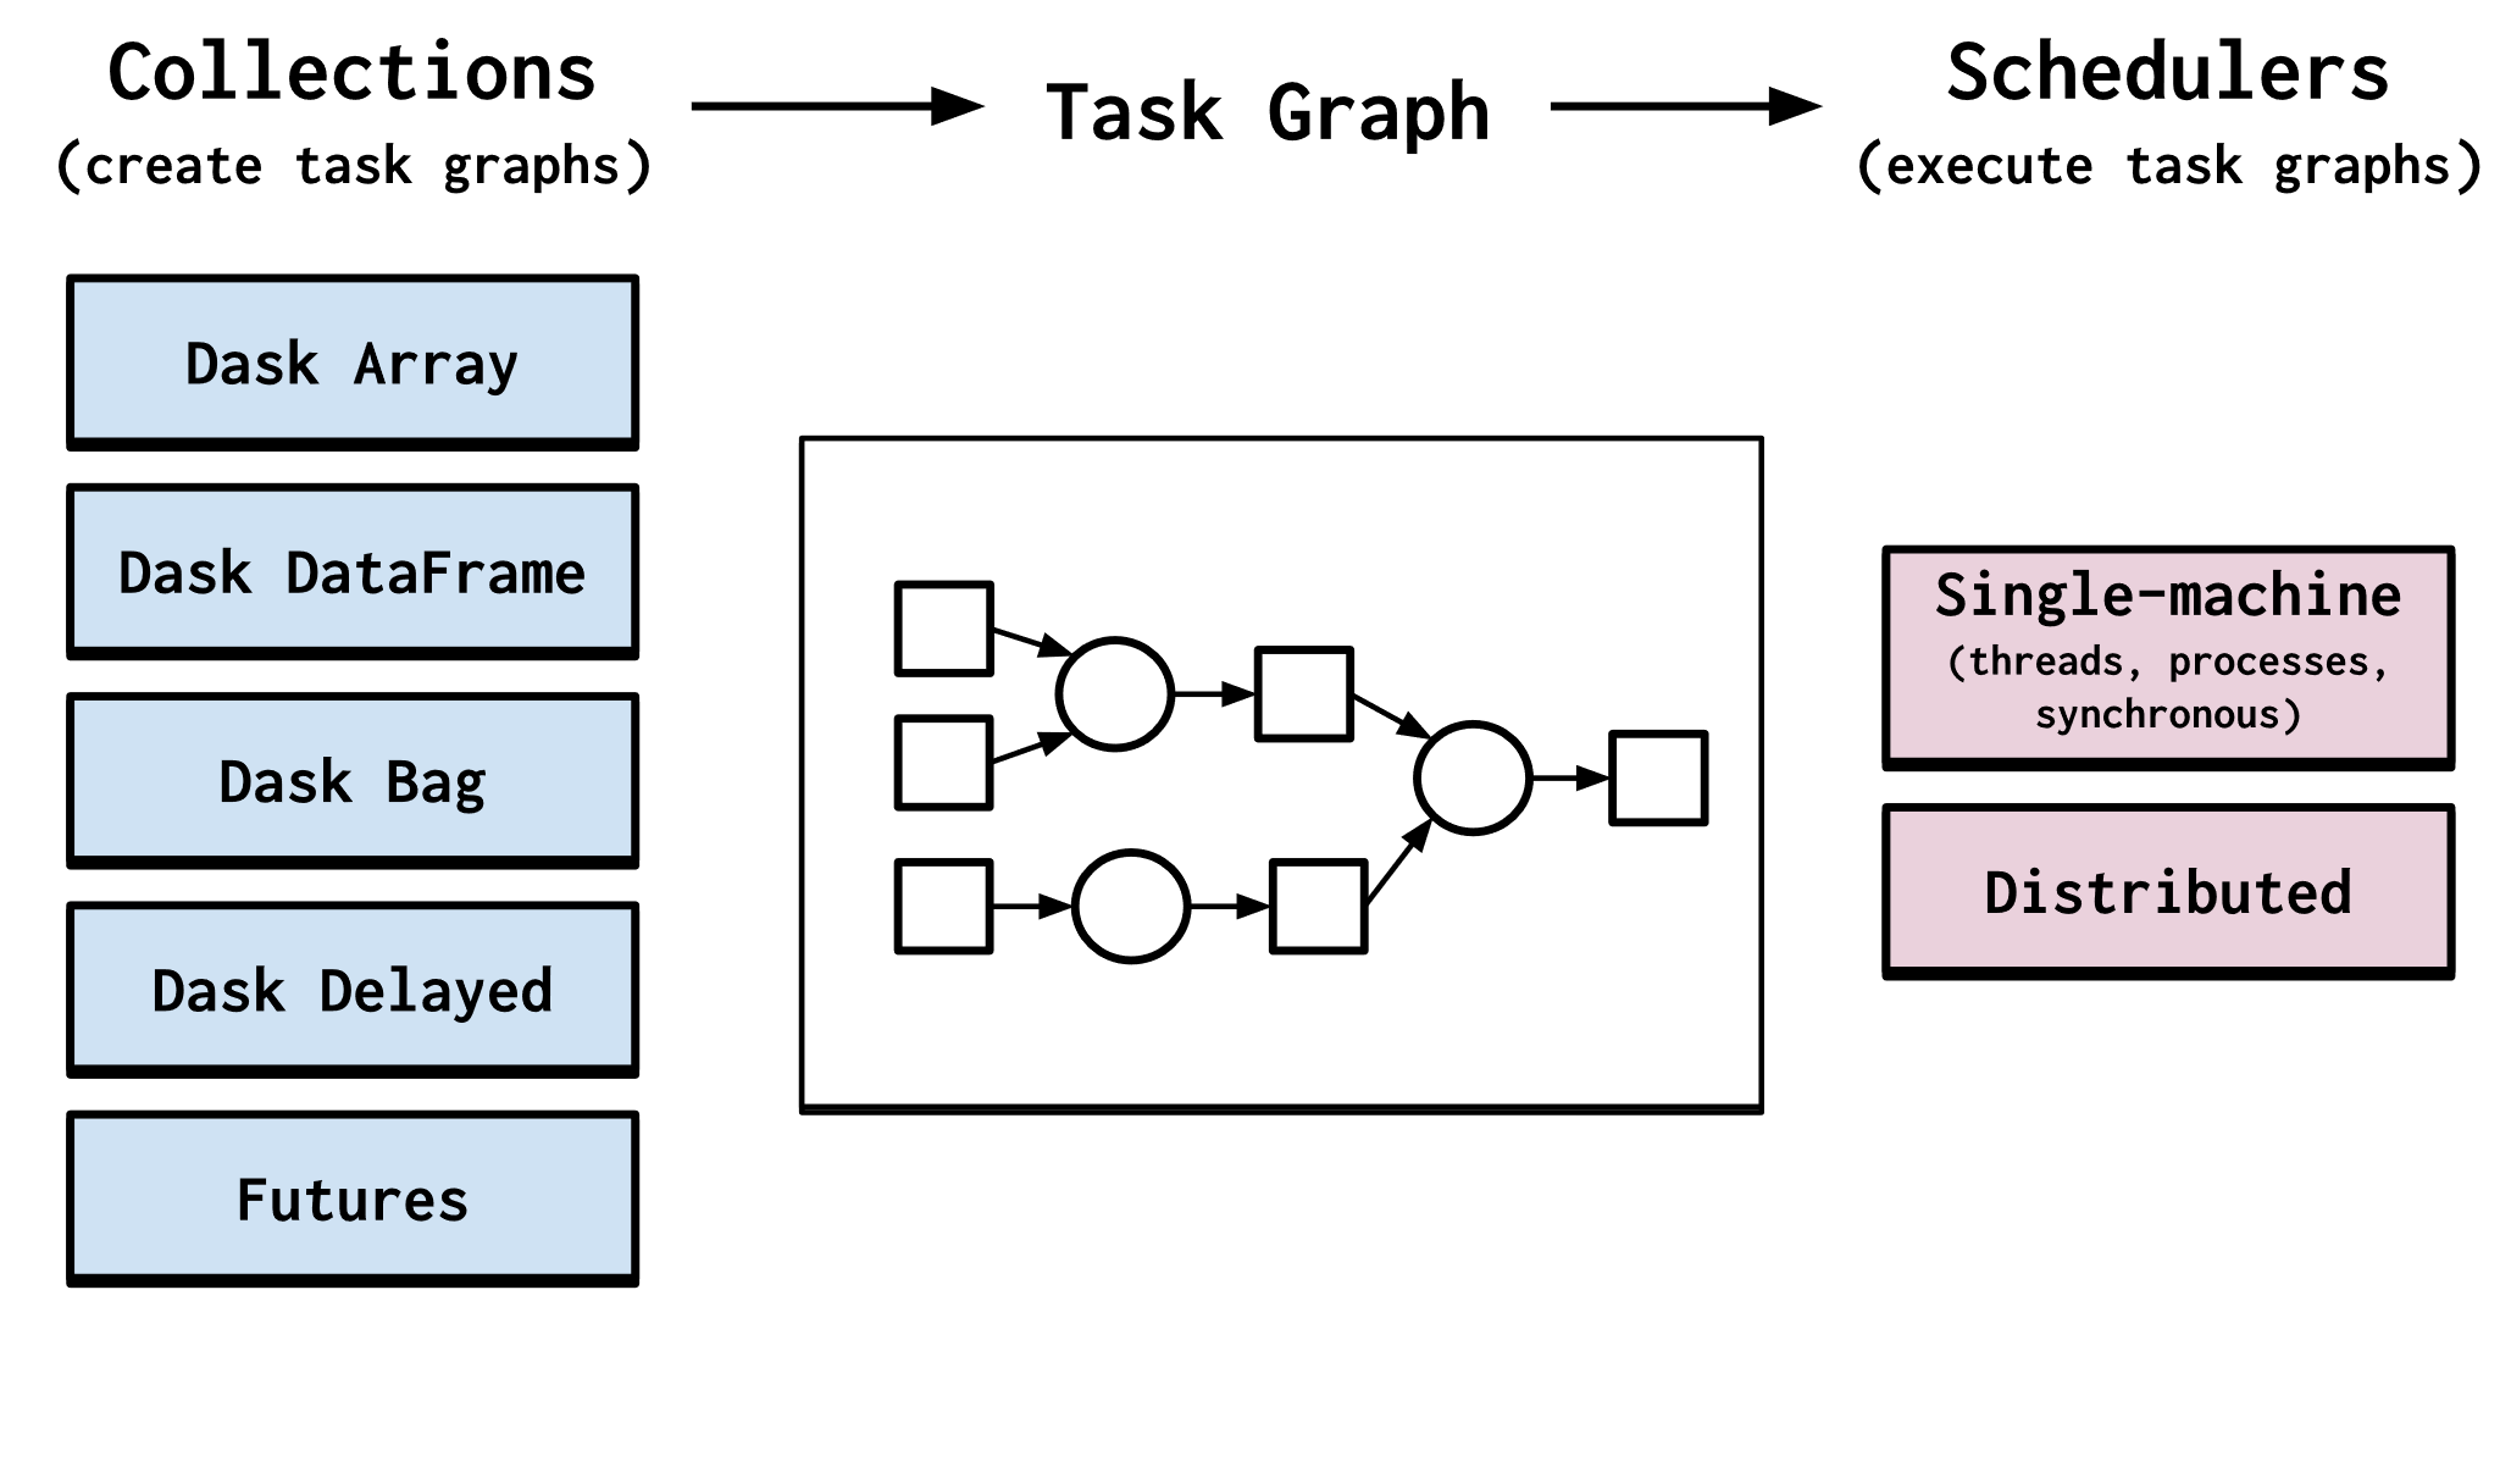 Collections
(create task graphs)
Task Graph
Schedulers
(execute task graphs)
Dask Array
Dask DataFrame
Dask Bag
Dask Delayed
Futures
Single-machine
(threads, processes,
synchronous)
Distributed